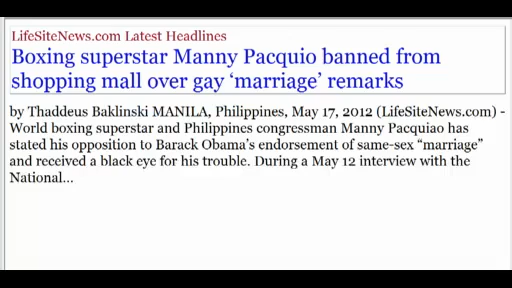 LifeSiteNews.com Latest Headlines
Boxing superstar Manny Pacquio banned from
shopping mall over gay ‘marriage’ remarks
by Thaddeus Baklinski MANILA, Philippines, May 17, 2012 (LifeSiteNews.com) -
World boxing superstar and Philippines congressman Manny Pacquiao has
stated his opposition to Barack Obama’s endorsement of same-sex “marriage”
and received a black eye for his trouble. During a May 12 interview with the
National...